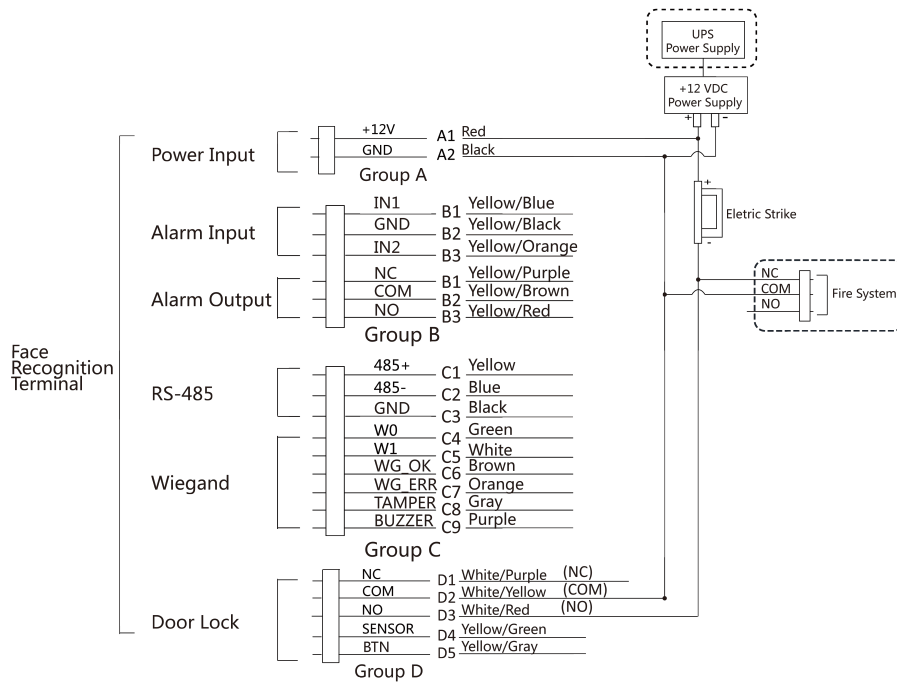 UPS
Power Supply
+12 VDC
Power Supply
+ -
Power Input
+12V A1 Red
GND A2 Black
Group A
+
Eletric Strike
-
Alarm Input
IN1 B1 Yellow/Blue
GND B2 Yellow/Black
IN2 B3 Yellow/Orange
Alarm Output
NC B1 Yellow/Purple
COM B2 Yellow/Brown
NO B3 Yellow/Red
Group B
NC
COM
NO
Fire System
Face
Recognition
Terminal
RS-485
485+ C1 Yellow
485- C2 Blue
GND C3 Black
Wiegand
W0 C4 Green
W1 C5 White
WG_OK C6 Brown
WG_ERR C7 Orange
TAMPER C8 Gray
BUZZER C9 Purple
Group C
Door Lock
NC D1 White/Purple (NC)
COM D2 White/Yellow (COM)
NO D3 White/Red (NO)
SENSOR D4 Yellow/Green
BTN D5 Yellow/Gray
Group D